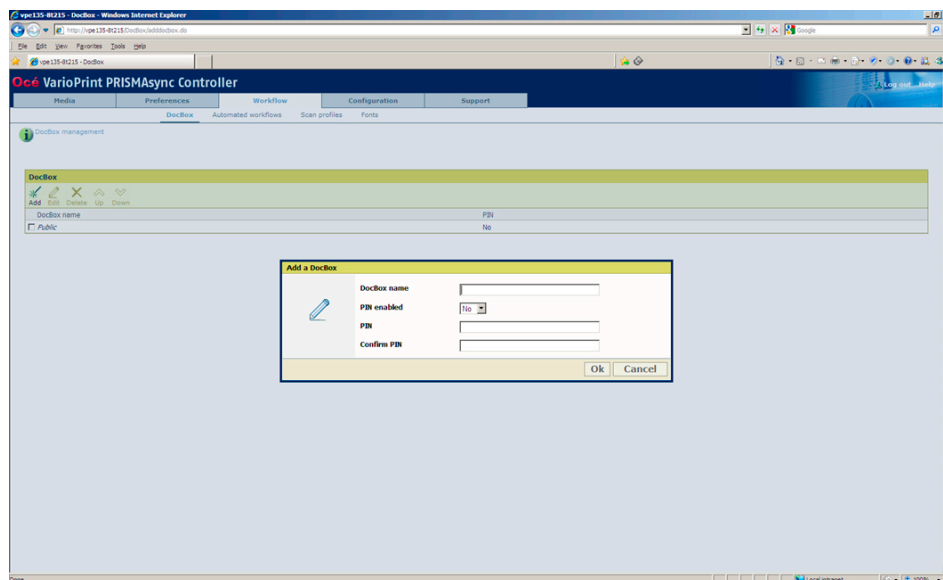 vpe135-8t215 - DocBox - Windows Internet Explorer
http://vpe135-8t215/DocBox/adddocbox.do
Google
File Edit View Favorites Tools Help
vpe135-8t215 - DocBox
Océ VarioPrint PRISMAsync Controller
Log out Help
Media Preferences Workflow Configuration Support
DocBox Automated workflows Scan profiles Fonts
DocBox management
DocBox
Add Edit Delete Up Down
DocBox name PIN
Public No
Add a DocBox
DocBox name
PIN enabled No
PIN
Confirm PIN
Ok Cancel
Done Local intranet 100%